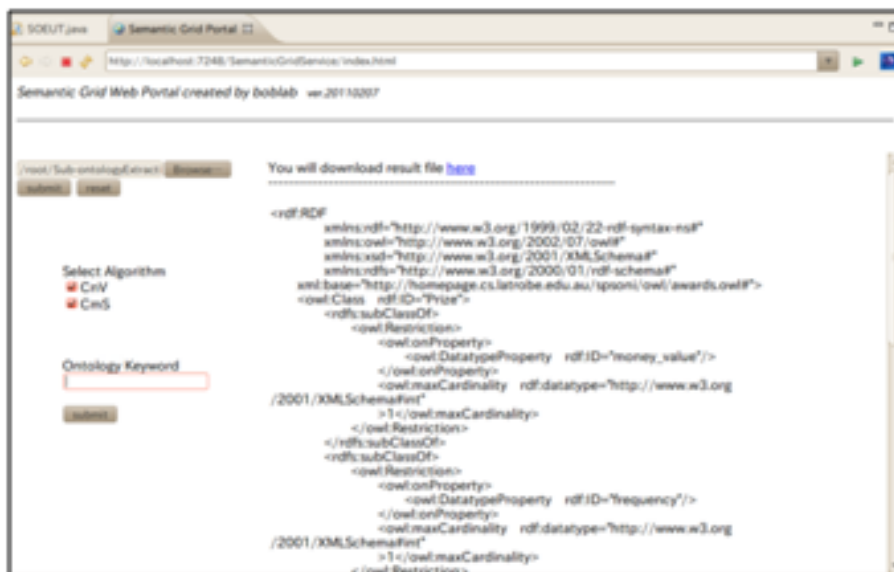 SOEUT.java Semantic Grid Portal
http://localhost:7248/SemanticGridService/index.html
Semantic Grid Web Portal created by boblab ver.20110207
/root/Sub-ontologyExtract Browse...
submit reset
Select Algorithm
CnV
CmS
Ontology Keyword
submit
You will download result file here
----------------------------------------------------------------------
<rdf:RDF
xmlns:rdf="http://www.w3.org/1999/02/22-rdf-syntax-ns#"
xmlns:owl="http://www.w3.org/2002/07/owl#"
xmlns:xsd="http://www.w3.org/2001/XMLSchema#"
xmlns:rdfs="http://www.w3.org/2000/01/rdf-schema#"
xml:base="http://homepage.cs.latrobe.edu.au/spsoni/owl/awards.owl#">
<owl:Class rdf:ID="Prize">
<rdfs:subClassOf>
<owl:Restriction>
<owl:onProperty>
<owl:DatatypeProperty rdf:ID="money_value"/>
</owl:onProperty>
<owl:maxCardinality rdf:datatype="http://www.w3.org
/2001/XMLSchema#int"
>1</owl:maxCardinality>
</owl:Restriction>
</rdfs:subClassOf>
<rdfs:subClassOf>
<owl:Restriction>
<owl:onProperty>
<owl:DatatypeProperty rdf:ID="frequency"/>
</owl:onProperty>
<owl:maxCardinality rdf:datatype="http://www.w3.org
/2001/XMLSchema#int"
>1</owl:maxCardinality>
</owl:Restriction>